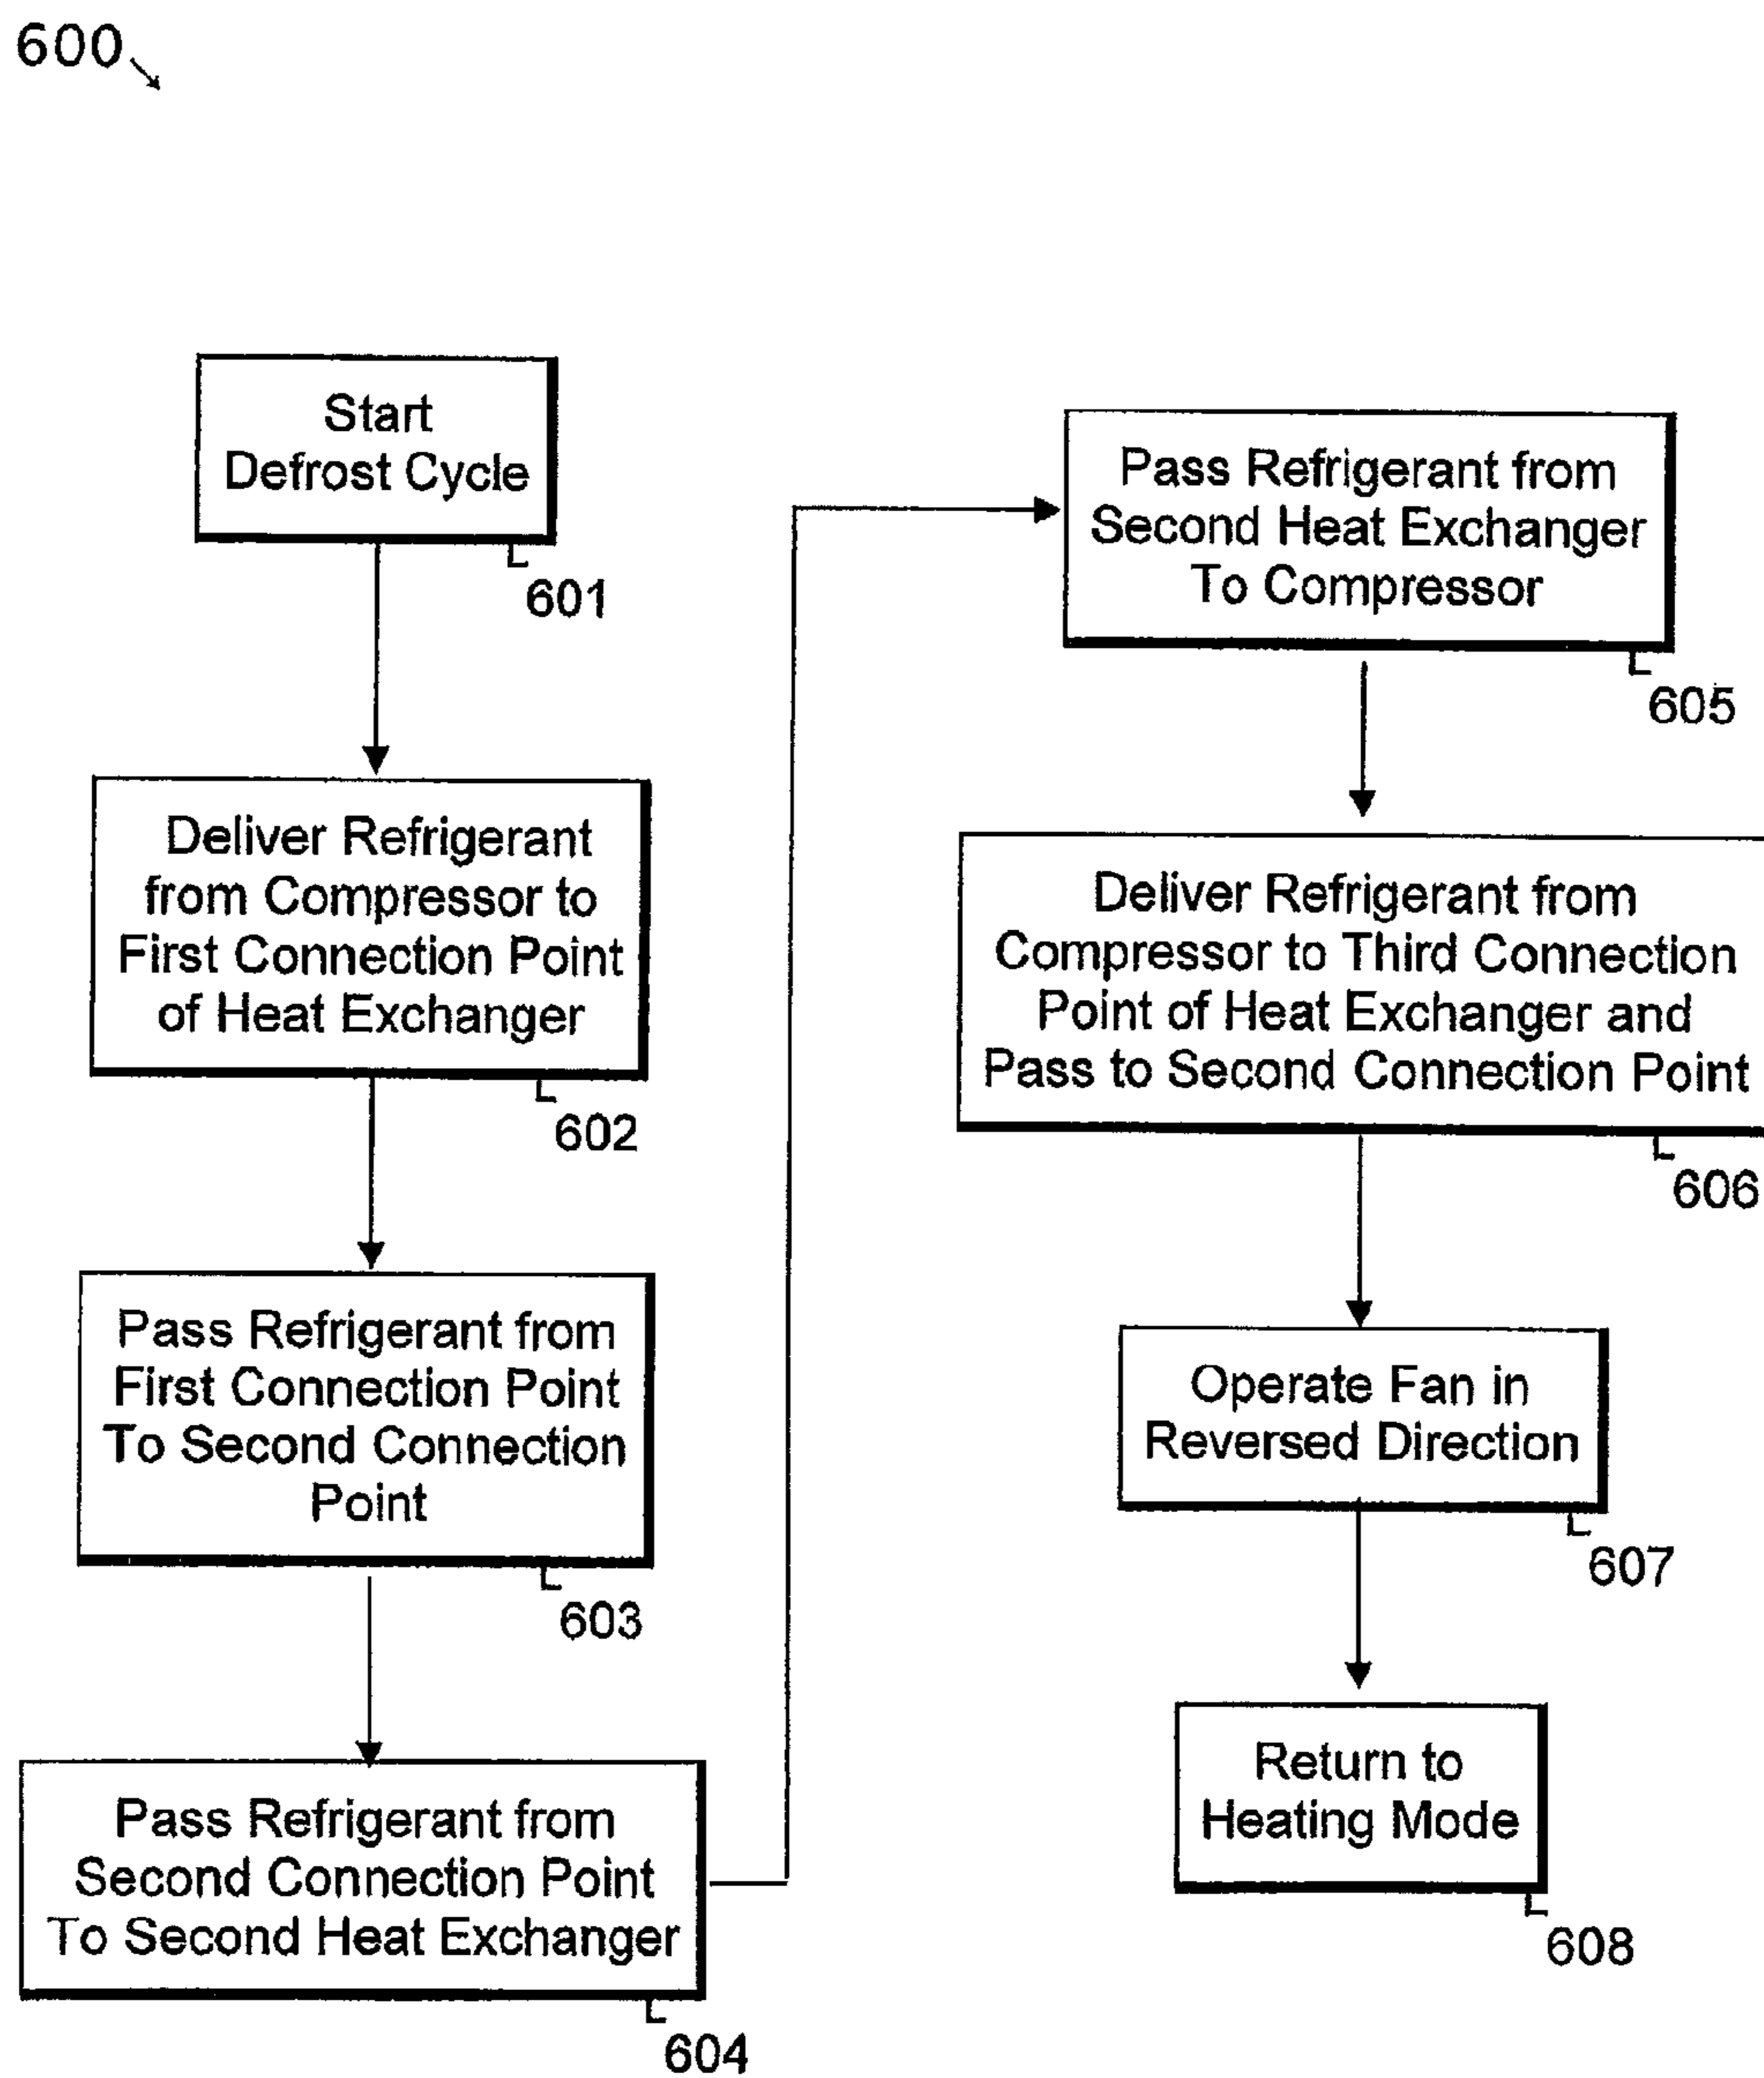 600
Start
Defrost Cycle
601
Deliver Refrigerant
from Compressor to
First Connection Point
of Heat Exchanger
602
Pass Refrigerant from
First Connection Point
To Second Connection
Point
603
Pass Refrigerant from
Second Connection Point
To Second Heat Exchanger
604
Pass Refrigerant from
Second Heat Exchanger
To Compressor
605
Deliver Refrigerant from
Compressor to Third Connection
Point of Heat Exchanger and
Pass to Second Connection Point
606
Operate Fan in
Reversed Direction
607
Return to
Heating Mode
608